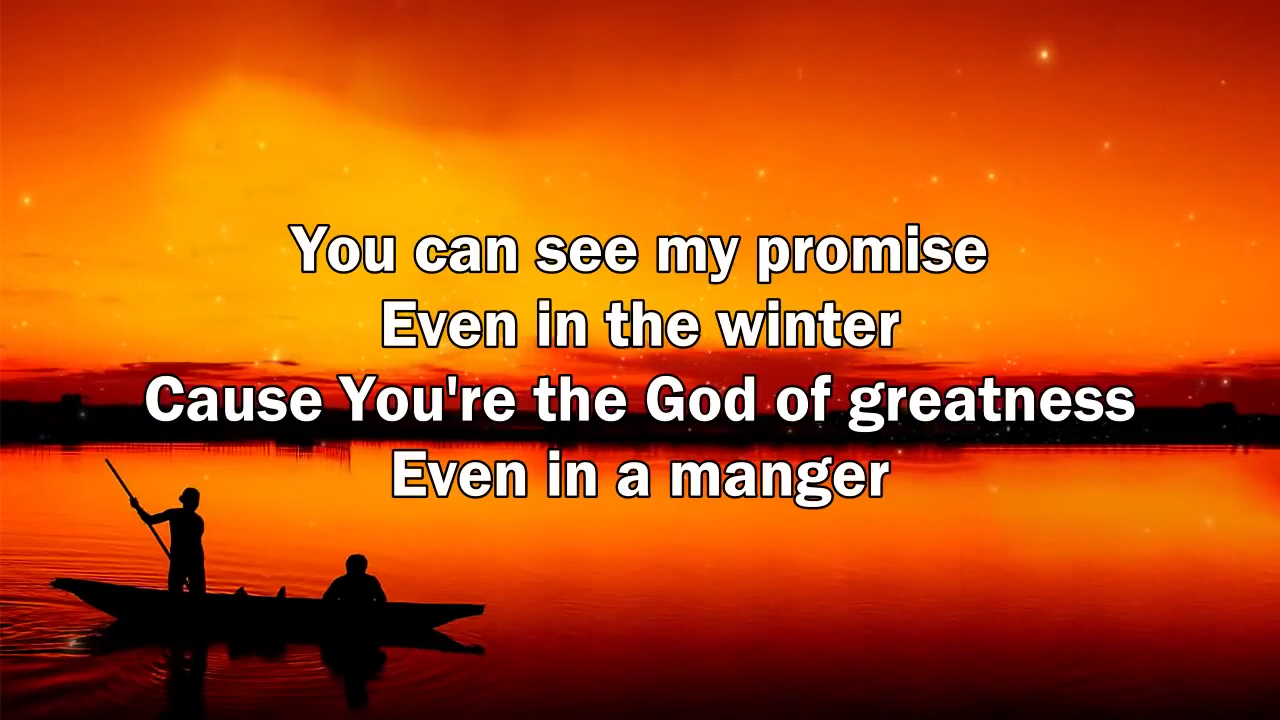 You can see my promise
Even in the winter
Cause You're the God of greatness
Even in a manger